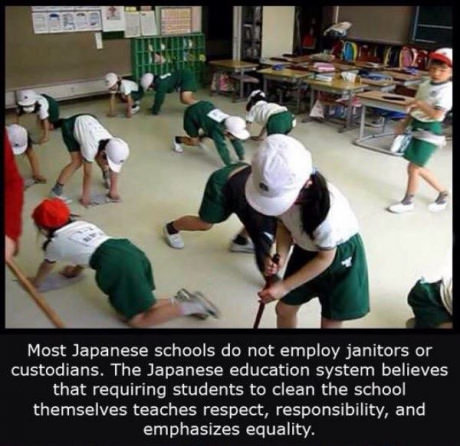 Most Japanese schools do not employ janitors or
custodians. The Japanese education system believes
that requiring students to clean the school
themselves teaches respect, responsibility, and
emphasizes equality.